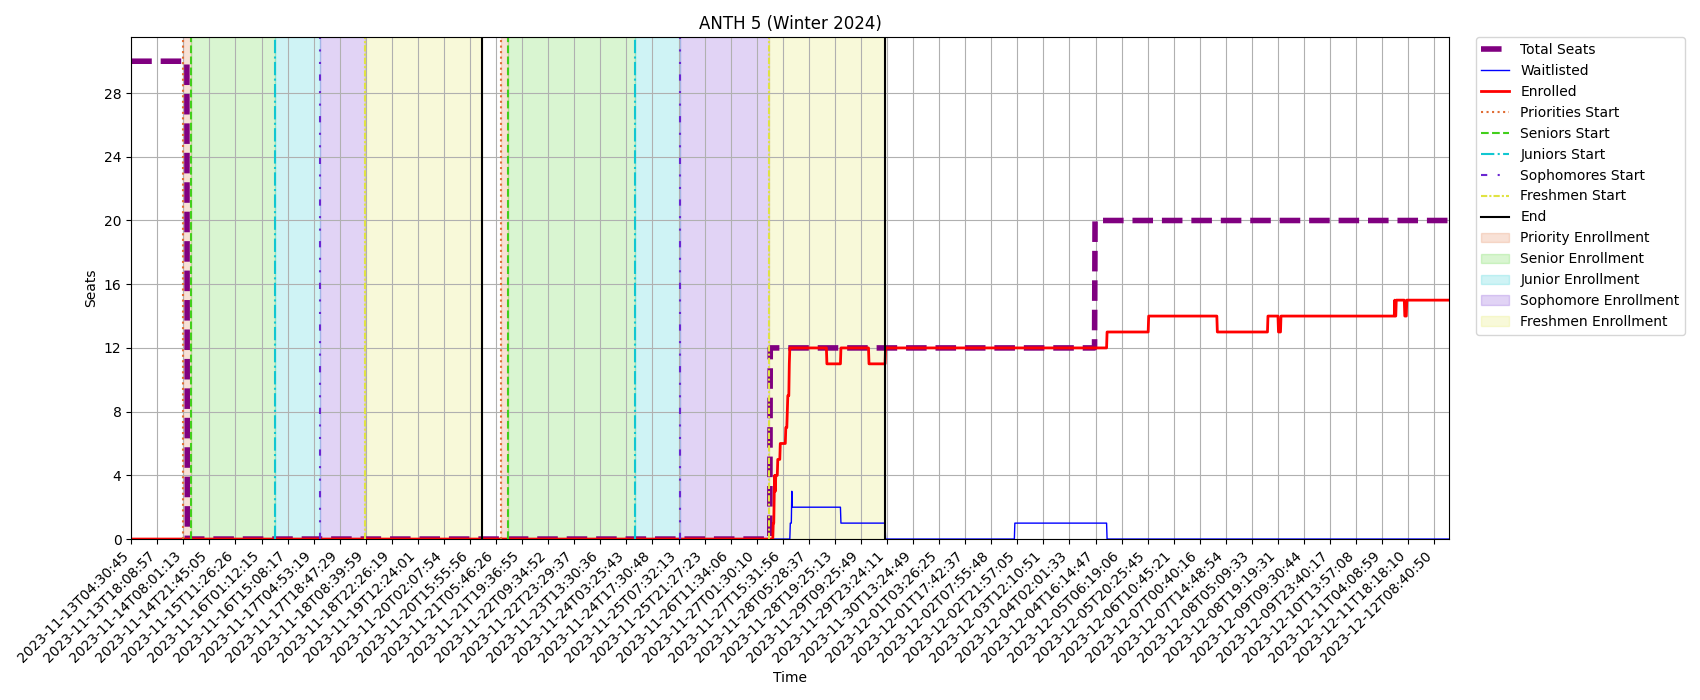 ANTH 5 (Winter 2024)
Seats
28
24
20
16
12
8
4
0
2023-11-13T04:30:45
2023-11-13T18:08:57
2023-11-14T08:01:13
2023-11-14T21:45:05
2023-11-15T11:26:26
2023-11-16T01:12:15
2023-11-16T15:08:17
2023-11-17T04:53:19
2023-11-17T18:47:29
2023-11-18T08:39:59
2023-11-18T22:26:19
2023-11-19T12:24:01
2023-11-20T02:07:54
2023-11-20T15:55:56
2023-11-21T05:46:26
2023-11-21T19:36:55
2023-11-22T09:34:52
2023-11-22T23:29:37
2023-11-23T13:30:36
2023-11-24T03:25:43
2023-11-24T17:30:48
2023-11-25T07:32:13
2023-11-25T21:27:23
2023-11-26T11:34:06
2023-11-27T01:30:10
2023-11-27T15:31:56
2023-11-28T05:28:37
2023-11-28T19:25:13
2023-11-29T09:25:49
2023-11-29T23:24:11
2023-11-30T13:24:49
2023-12-01T03:26:25
2023-12-01T17:42:37
2023-12-02T07:55:48
2023-12-02T21:57:05
2023-12-03T12:10:51
2023-12-04T02:01:33
2023-12-04T16:14:47
2023-12-05T06:19:06
2023-12-05T20:25:45
2023-12-06T10:45:21
2023-12-07T00:40:16
2023-12-07T14:48:54
2023-12-08T05:09:33
2023-12-08T19:19:31
2023-12-09T09:30:44
2023-12-09T23:40:17
2023-12-10T13:57:08
2023-12-11T04:08:59
2023-12-11T18:18:10
2023-12-12T08:40:50
Time
Total Seats
Waitlisted
Enrolled
Priorities Start
Seniors Start
Juniors Start
Sophomores Start
Freshmen Start
End
Priority Enrollment
Senior Enrollment
Junior Enrollment
Sophomore Enrollment
Freshmen Enrollment